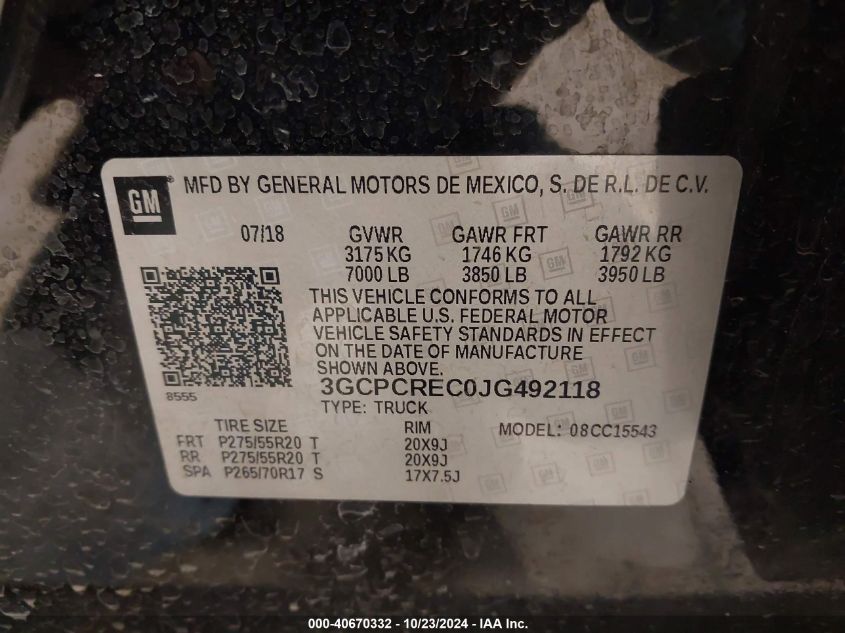 GM ® MFD BY GENERAL MOTORS DE MEXICO, S. DE R.L. DE C.V.
07/18 GVWR GAWR FRT GAWR RR
3175 KG 1746 KG 1792 KG
7000 LB 3850 LB 3950 LB
THIS VEHICLE CONFORMS TO ALL
APPLICABLE U.S. FEDERAL MOTOR
VEHICLE SAFETY STANDARDS IN EFFECT
ON THE DATE OF MANUFACTURE
SHOWN ABOVE.
3GCPCREC0JG492118
8555 TYPE: TRUCK
TIRE SIZE RIM MODEL: 08CC15543
FRT P275/55R20 T 20X9J
RR P275/55R20 T 20X9J
SPA P265/70R17 S 17X7.5J
000-40670332 / 10/23/2024 - IAA Inc.